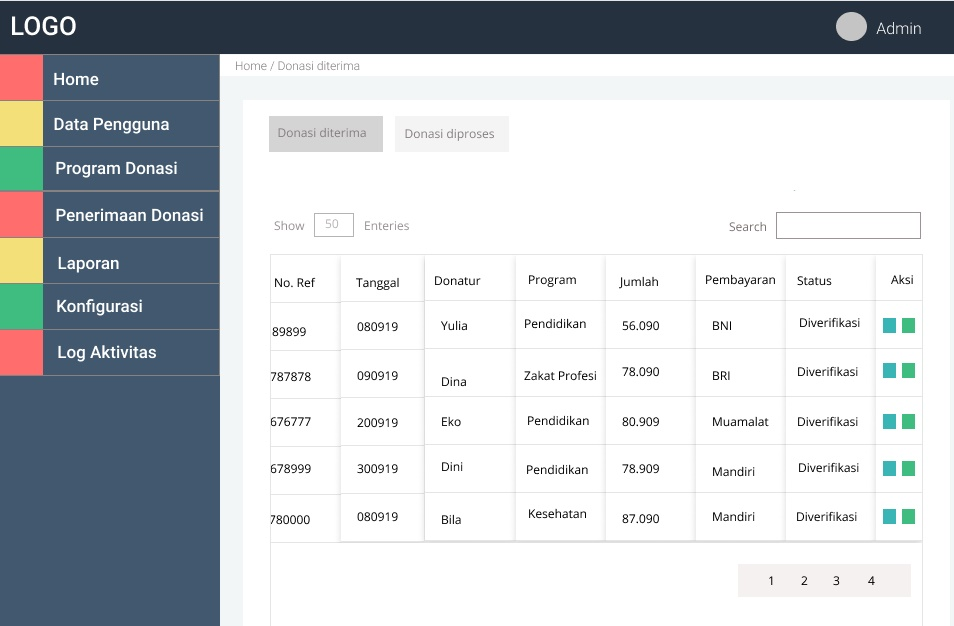 LOGO
Admin
Home / Donasi diterima
Home
Data Pengguna
Program Donasi
Penerimaan Donasi
Laporan
Konfigurasi
Log Aktivitas
Donasi diterima Donasi diproses
Show 50 Enteries Search
No. Ref Tanggal Donatur Program Jumlah Pembayaran Status Aksi
89899 080919 Yulia Pendidikan 56.090 BNI Diverifikasi
787878 090919 Dina Zakat Profesi 78.090 BRI Diverifikasi
676777 200919 Eko Pendidikan 80.909 Muamalat Diverifikasi
678999 300919 Dini Pendidikan 78.909 Mandiri Diverifikasi
780000 080919 Bila Kesehatan 87.090 Mandiri Diverifikasi
1 2 3 4